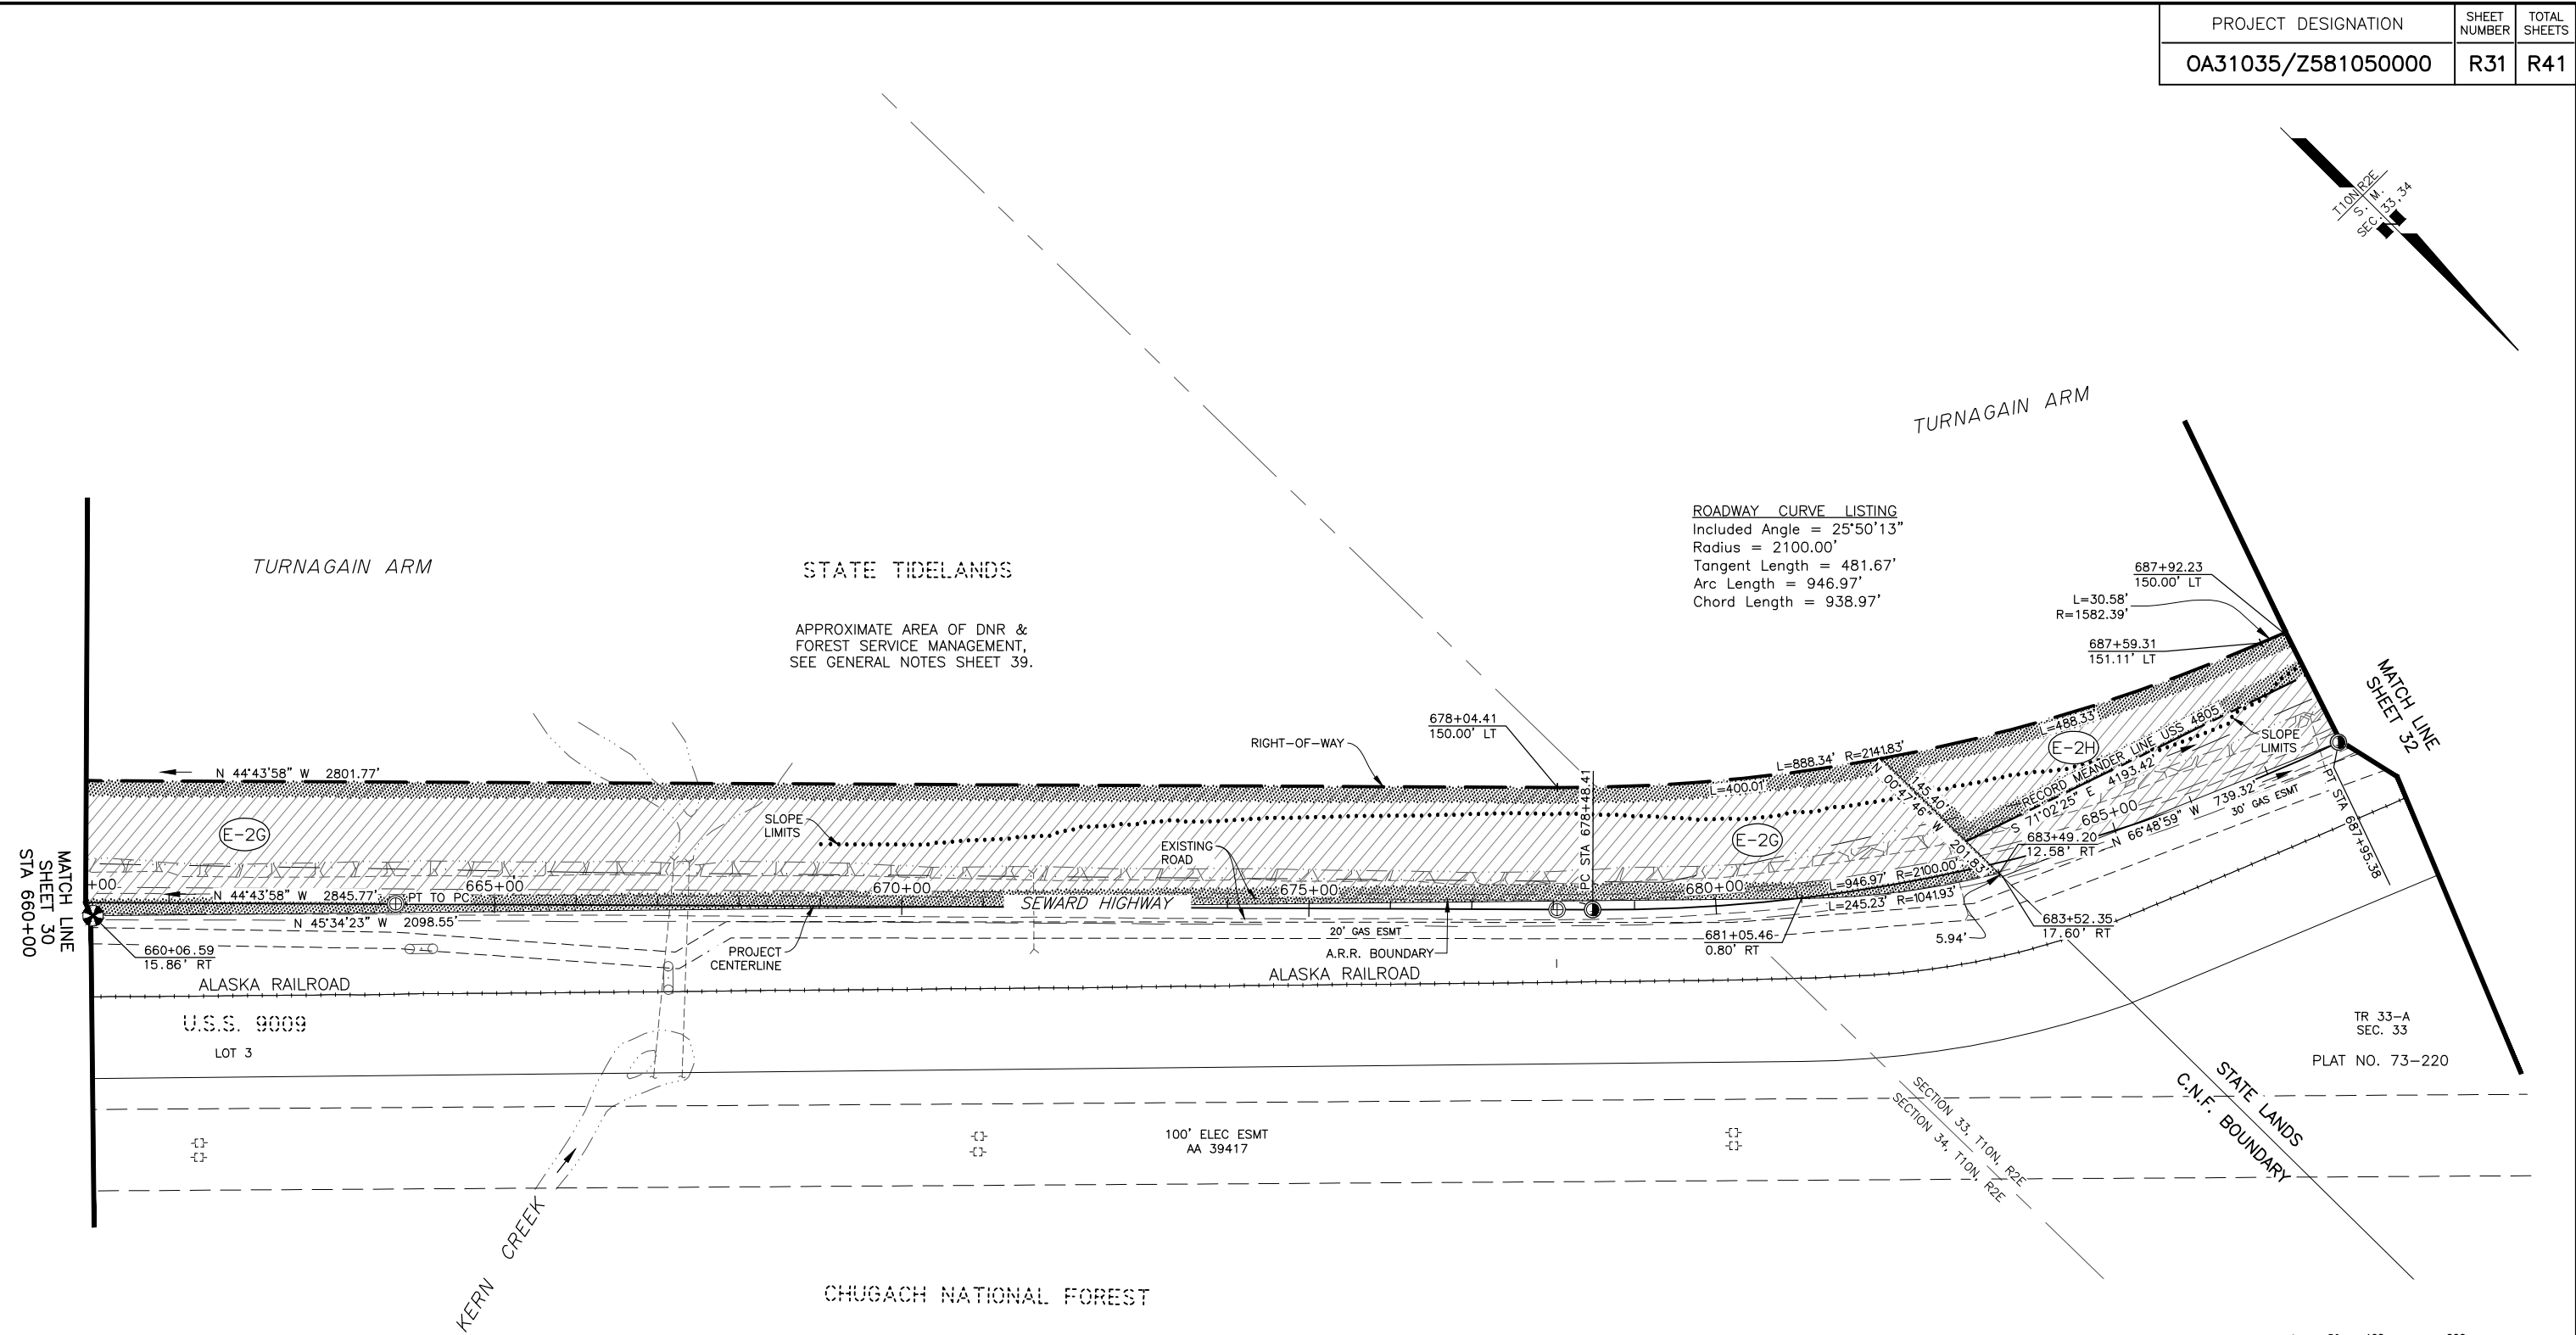 PROJECT DESIGNATION
SHEET NUMBER
TOTAL SHEETS
OA31035/Z581050000
R31
R41
T10N R2E
S. M.
SEC. 33,34
N
TURNAGAIN ARM
ROADWAY CURVE LISTING
Included Angle = 25°50'13"
Radius = 2100.00'
Tangent Length = 481.67'
Arc Length = 946.97'
Chord Length = 938.97'
TURNAGAIN ARM
STATE TIDELANDS
APPROXIMATE AREA OF DNR &
FOREST SERVICE MANAGEMENT,
SEE GENERAL NOTES SHEET 39.
687+92.23
150.00' LT
L=30.58'
R=1582.39'
687+59.31
151.11' LT
MATCH LINE
SHEET 32
678+04.41
150.00' LT
RIGHT-OF-WAY
N 44°43'58" W 2801.77'
L=888.34' R=2141.83'
L=488.33'
L=400.01'
E-2H
SLOPE
LIMITS
RECORD MEANDER LINE USS 4805
S 71°02'25" E 4193.42'
145.40'
N 00°47'46" W
201.83'
PC STA 678+48.41
SLOPE
LIMITS
E-2G
E-2G
EXISTING
ROAD
685+00
N 66°48'59" W 739.32'
30' GAS ESMT
PT STA 687+95.38
683+49.20
12.58' RT
MATCH LINE
SHEET 30
STA 660+00
+00
665+00
670+00
675+00
680+00
L=946.97' R=2100.00'
L=245.23' R=1041.93'
N 44°43'58" W 2845.77'
PT TO PC
SEWARD HIGHWAY
N 45°34'23" W 2098.55'
20' GAS ESMT
683+52.35
17.60' RT
5.94'
681+05.46
0.80' RT
660+06.59
15.86' RT
PROJECT
CENTERLINE
A.R.R. BOUNDARY
ALASKA RAILROAD
ALASKA RAILROAD
U.S.S. 9009
LOT 3
TR 33-A
SEC. 33
PLAT NO. 73-220
STATE LANDS
C.N.F. BOUNDARY
SECTION 33, T10N, R2E
SECTION 34, T10N, R2E
100' ELEC ESMT
AA 39417
KERN CREEK
CHUGACH NATIONAL FOREST